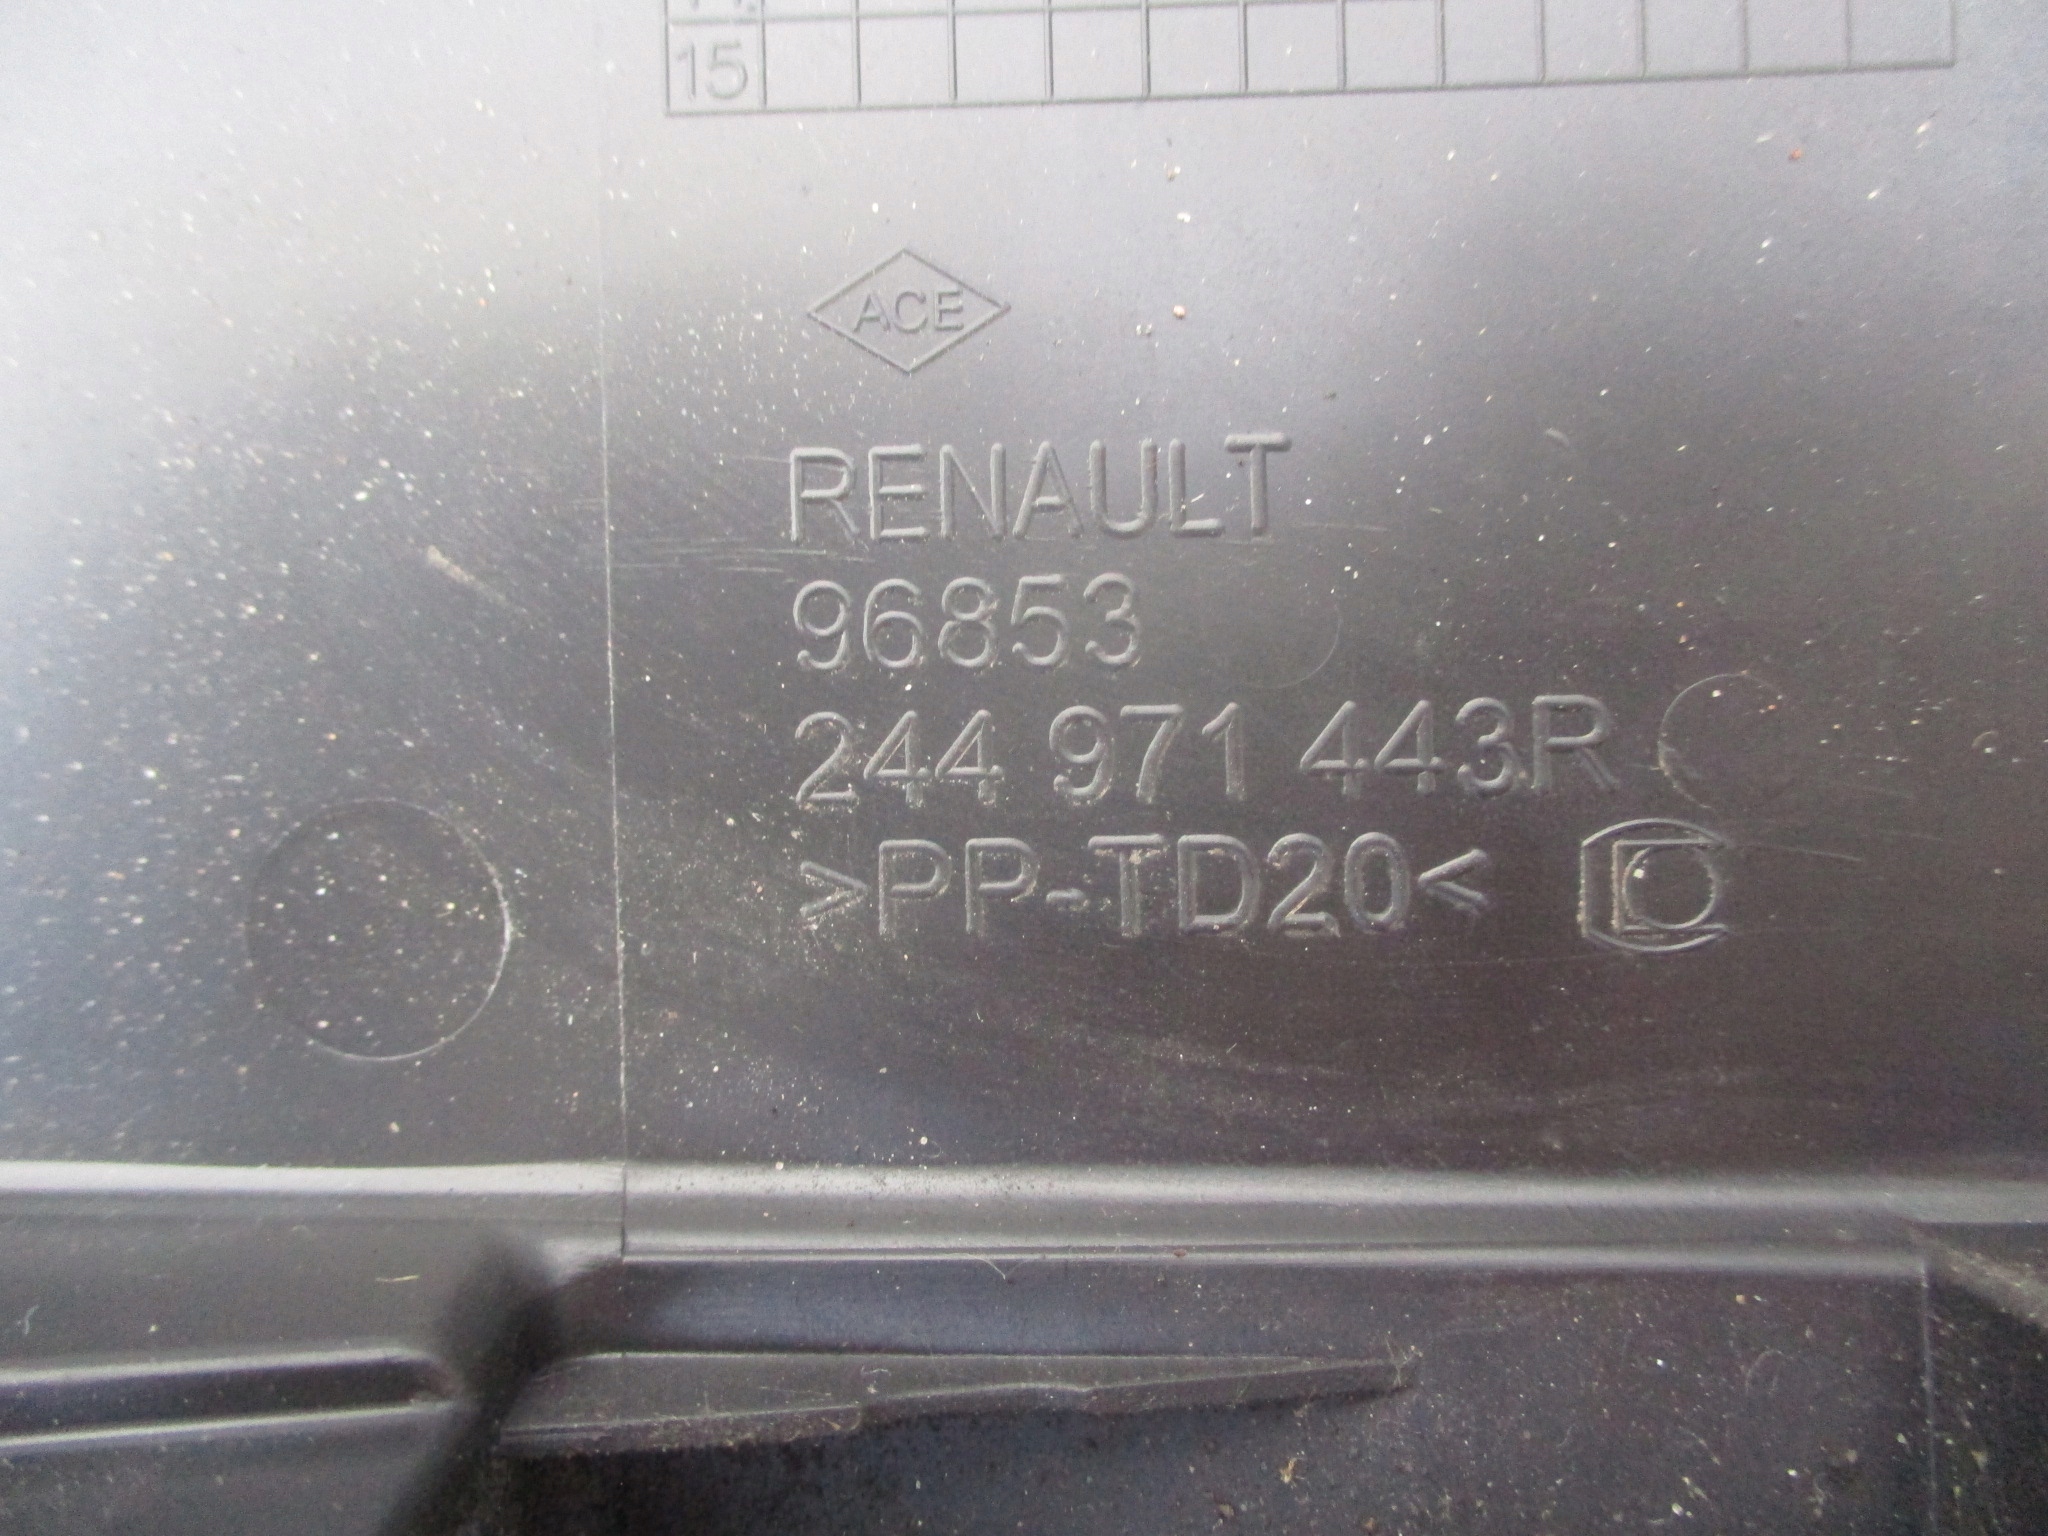 15
ACE
RENAULT
96853
244 971 443R
>PP-TD20<